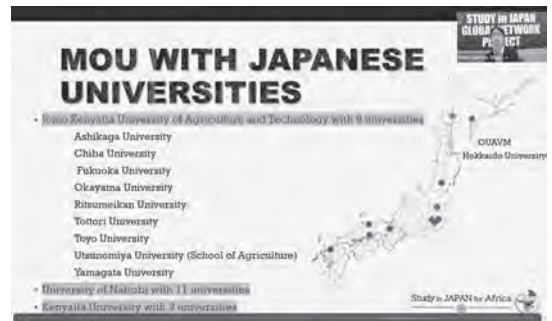 STUDY in JAPAN
GLOBAL NETWORK
PROJECT
MOU WITH JAPANESE
UNIVERSITIES
• Jomo Kenyatta University of Agriculture and Technology with 9 universities
Ashikaga University
Chiba University
Fukuoka University
Okayama University
Ritsumeikan University
Tottori University
Toyo University
Utsunomiya University (School of Agriculture)
Yamagata University
• University of Nairobi with 11 universities
• Kenyatta University with 3 universities
OUAVM
Hokkaido University
Study in JAPAN for Africa